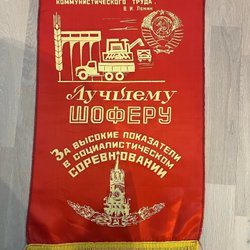 КОММУНИСТИЧЕСКОГО ТРУДА.
В. И. Ленин
Лучшему
ШОФЕРУ
За высокие показатели
в социалистическом
соревновании